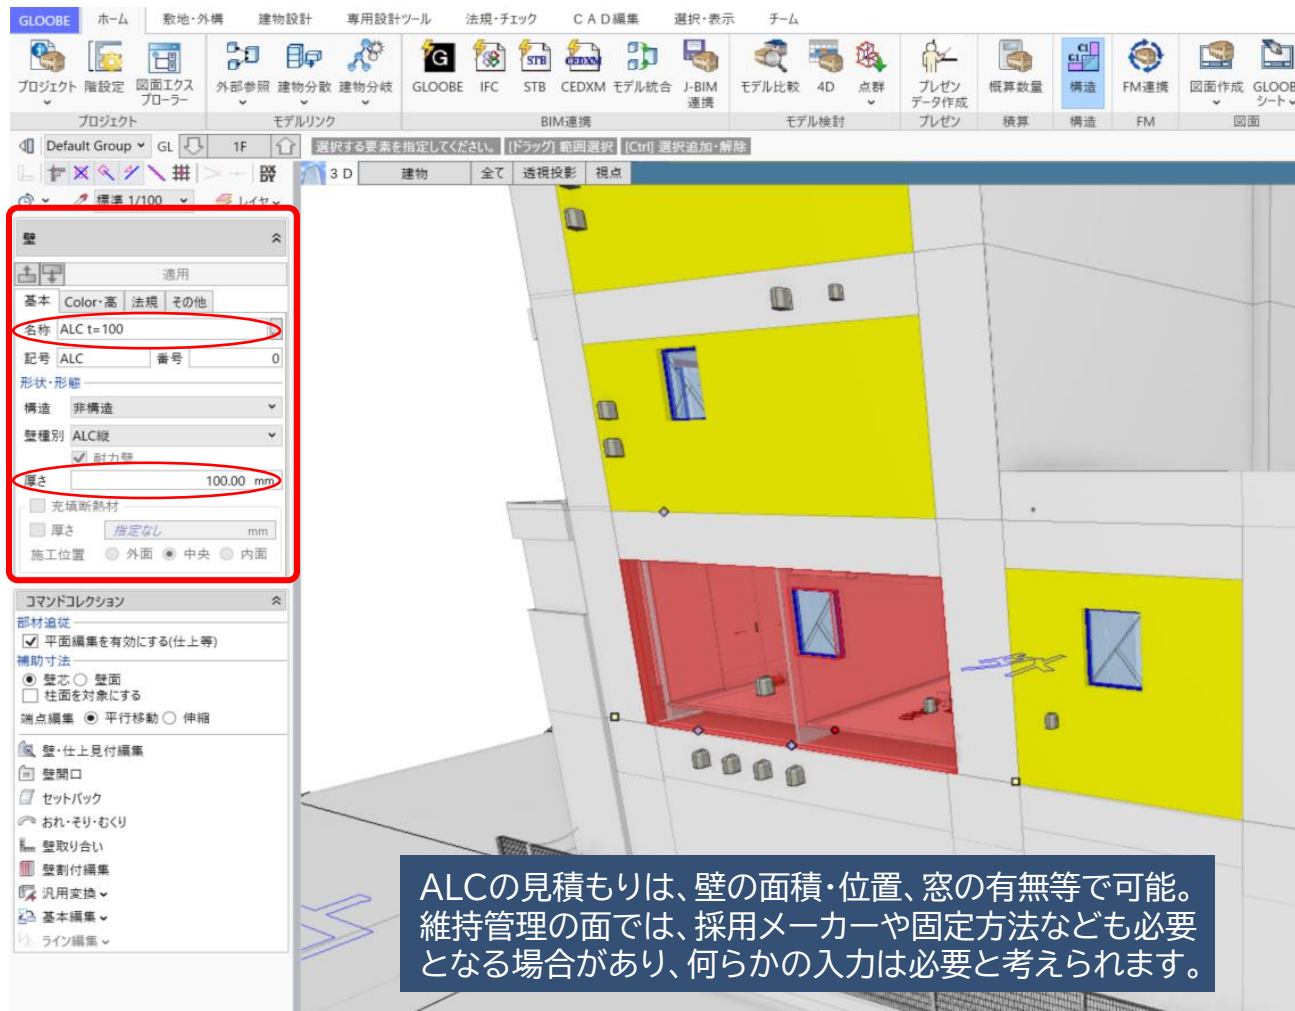 GLOOBE ホーム 敷地・外構 建物設計 専用設計ツール 法規・チェック CAD編集 選択・表示 チーム
プロジェクト 階設定 図面エクスプローラー 外部参照 建物分散 建物分岐 GLOOBE IFC STB CEDXM モデル統合 J-BIM連携 モデル比較 4D 点群 プレゼンデータ作成 概算数量 構造 FM連携 図面作成 GLOOBEシート
プロジェクト モデルリンク BIM連携 モデル検討 プレゼン 積算 構造 FM 図面
Default Group GL 1F 選択する要素を指定してください。 [ドラッグ] 範囲選択 [Ctrl] 選択追加・解除
DX DY 3D 建物 全て 透視投影 視点
標準 1/100 レイヤ
壁
適用
基本 Color・高 法規 その他
名称 ALC t=100
記号 ALC 番号 0
形状・形態
構造 非構造
壁種別 ALC縦
耐力壁
厚さ 100.00 mm
充填断熱材
厚さ 指定なし mm
施工位置 外面 中央 内面
コマンドコレクション
部材追従
平面編集を有効にする(仕上等)
補助寸法
壁芯 壁面
柱面を対象にする
端点編集 平行移動 伸縮
壁・仕上見付編集
壁開口
セットバック
おれ・そり・むくり
壁取り合い
壁割付編集
汎用変換
基本編集
ライン編集
ALCの見積もりは、壁の面積・位置、窓の有無等で可能。
維持管理の面では、採用メーカーや固定方法なども必要
となる場合があり、何らかの入力は必要と考えられます。